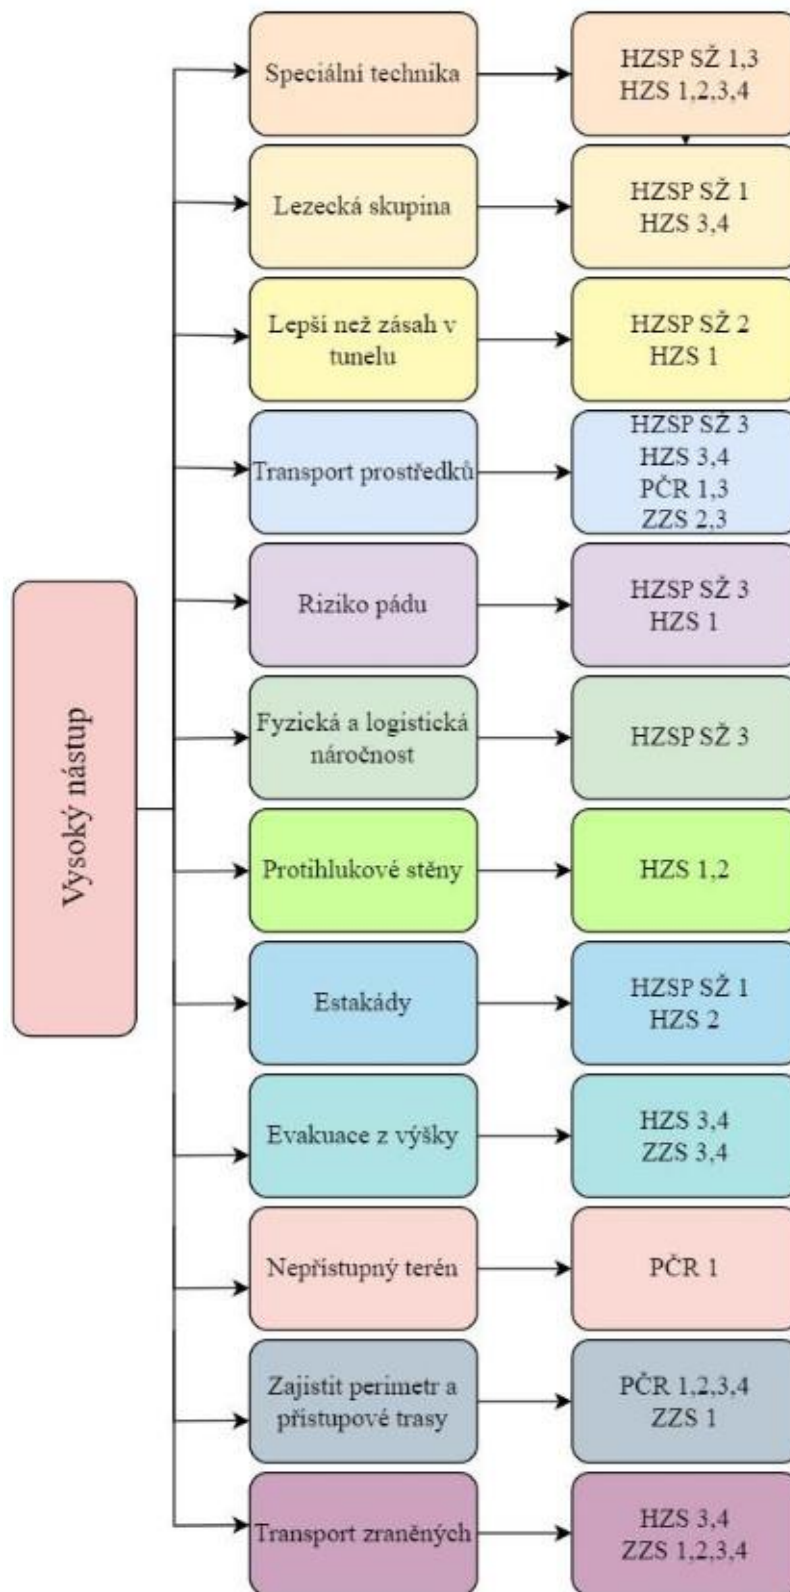 Vysoký nástup
Speciální technika
HZSP SŽ 1,3
HZS 1,2,3,4
Lezecká skupina
HZSP SŽ 1
HZS 3,4
Lepší než zásah v
tunelu
HZSP SŽ 2
HZS 1
Transport prostředků
HZSP SŽ 3
HZS 3,4
PČR 1,3
ZZS 2,3
Riziko pádu
HZSP SŽ 3
HZS 1
Fyzická a logistická
náročnost
HZSP SŽ 3
Protihlukové stěny
HZS 1,2
Estakády
HZSP SŽ 1
HZS 2
Evakuace z výšky
HZS 3,4
ZZS 3,4
Nepřístupný terén
PČR 1
Zajistit perimetr a
přístupové trasy
PČR 1,2,3,4
ZZS 1
Transport zraněných
HZS 3,4
ZZS 1,2,3,4